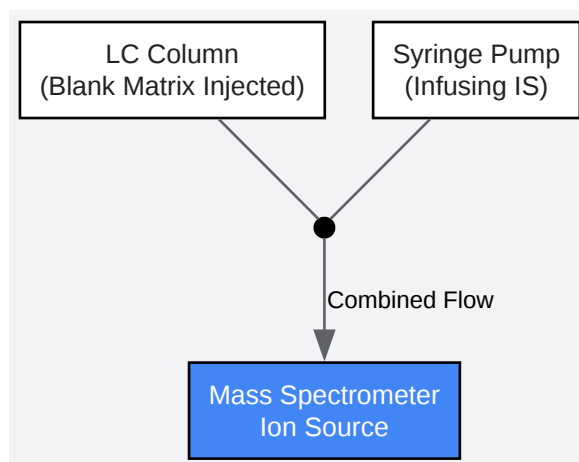 LC Column
(Blank Matrix Injected)
Syringe Pump
(Infusing IS)
Combined Flow
Mass Spectrometer
Ion Source